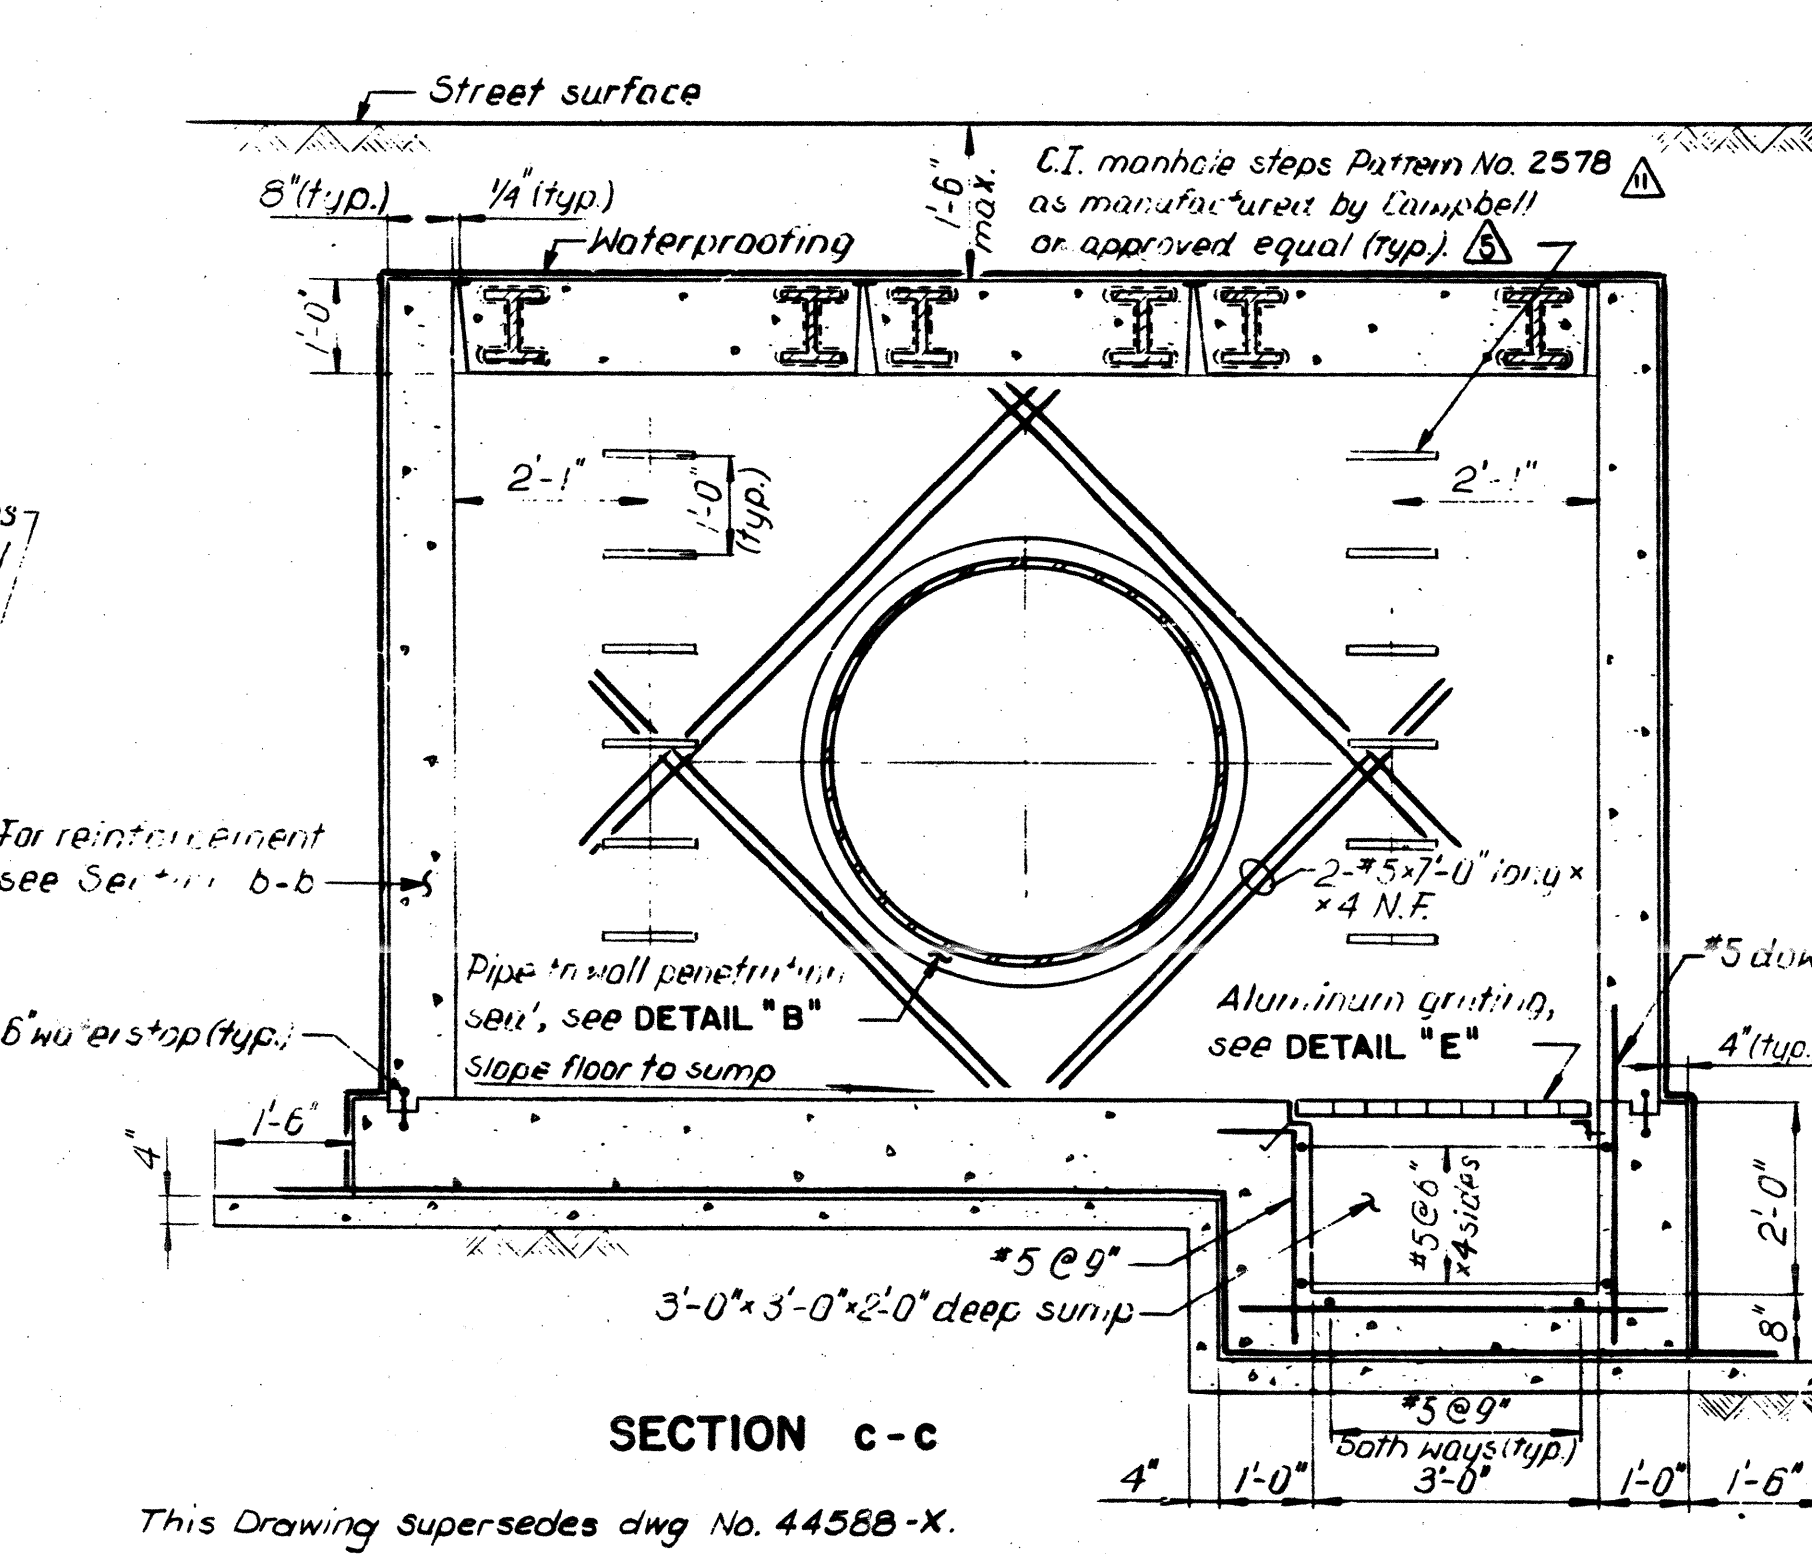 Street surface
C.I. manhole steps Pattern No. 2578
11
as manufactured by Campbell
or approved equal (Typ.).
5
1'-6"
max.
8"(typ.)
1/4"(typ.)
Waterproofing
1'-0"
2'-1"
1'-0"
(typ.)
2'-1"
s
For reinforcement
see Section b-b
2-#5x7'-0" long x
x4 N.F.
#5 dow
Pipe to wall penetration
seal, see DETAIL "B"
Aluminum grating,
see DETAIL "E"
6" waterstop (typ.)
4"(typ.
Slope floor to sump
1'-6"
4"
#5@6"
x4 sides
2'-0"
#5 @ 9"
3'-0"x3'-0"x2'-0" deep sump
8"
#5 @ 9"
both ways (typ.)
SECTION c-c
4"
1'-0"
3'-0"
1'-0"
1'-6"
This Drawing supersedes dwg No. 44588-X.